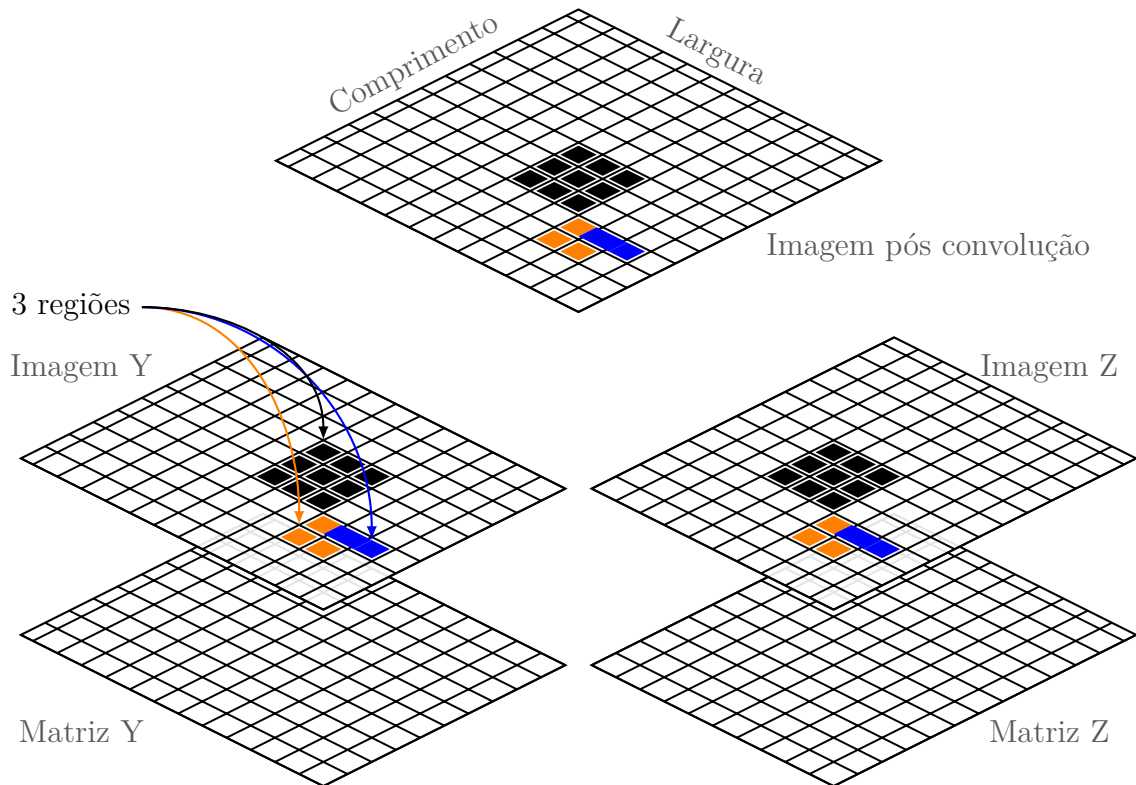 Comprimento
Largura
Imagem pós convolução
3 regiões
Imagem Y
Imagem Z
Matriz Y
Matriz Z